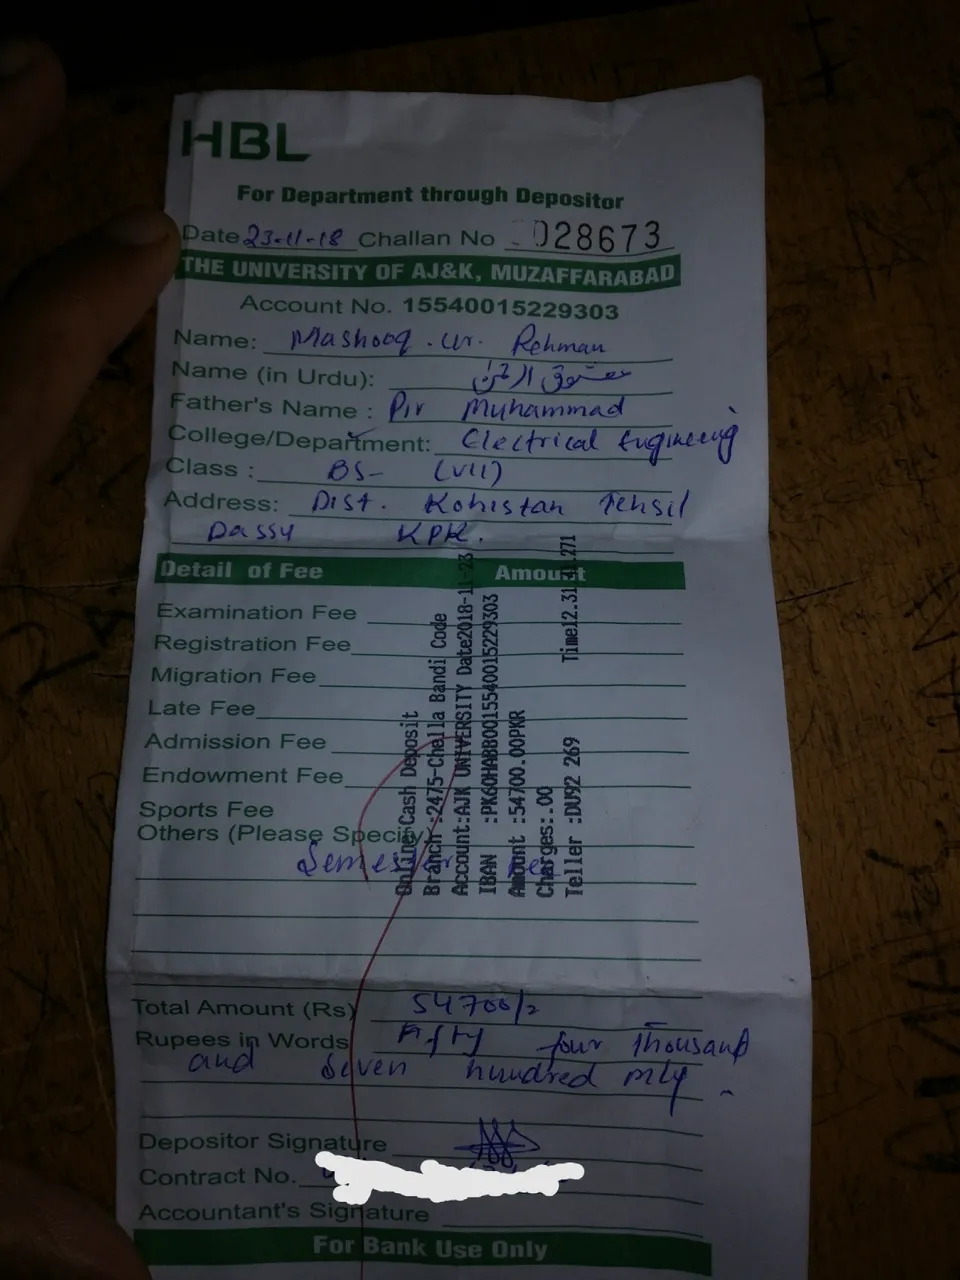 HBL
For Department through Depositor
Date 23-11-18 Challan No 028673
THE UNIVERSITY OF AJ&K, MUZAFFARABAD
Account No. 15540015229303
Name: Mashooq.ur. Rehman
Name (in Urdu): معشوق الرحمٰن
Father's Name : Pir Muhammad
College/Department: Electrical Engineering
Class : BS- (VII)
Address: Dist. Kohistan Tehsil
Dassu KPK.
Detail of Fee Amount
Examination Fee
Registration Fee
Migration Fee
Late Fee
Admission Fee
Endowment Fee
Sports Fee
Others (Please Specify)
Semester Fee
Online Cash Deposit
Branch :2475-Chella Bandi Code
Account:AJK UNIVERSITY Date2018-11-23
IBAN :PK60HABB0015540015229303
Amount :54700.00PKR
Charges:.00
Teller :DU92 269 Time12.31.41.271
Total Amount (Rs) 54700/=
Rupees in Words Fifty four Thousand
and Seven hundred only
Depositor Signature
Contract No.
Accountant's Signature
For Bank Use Only